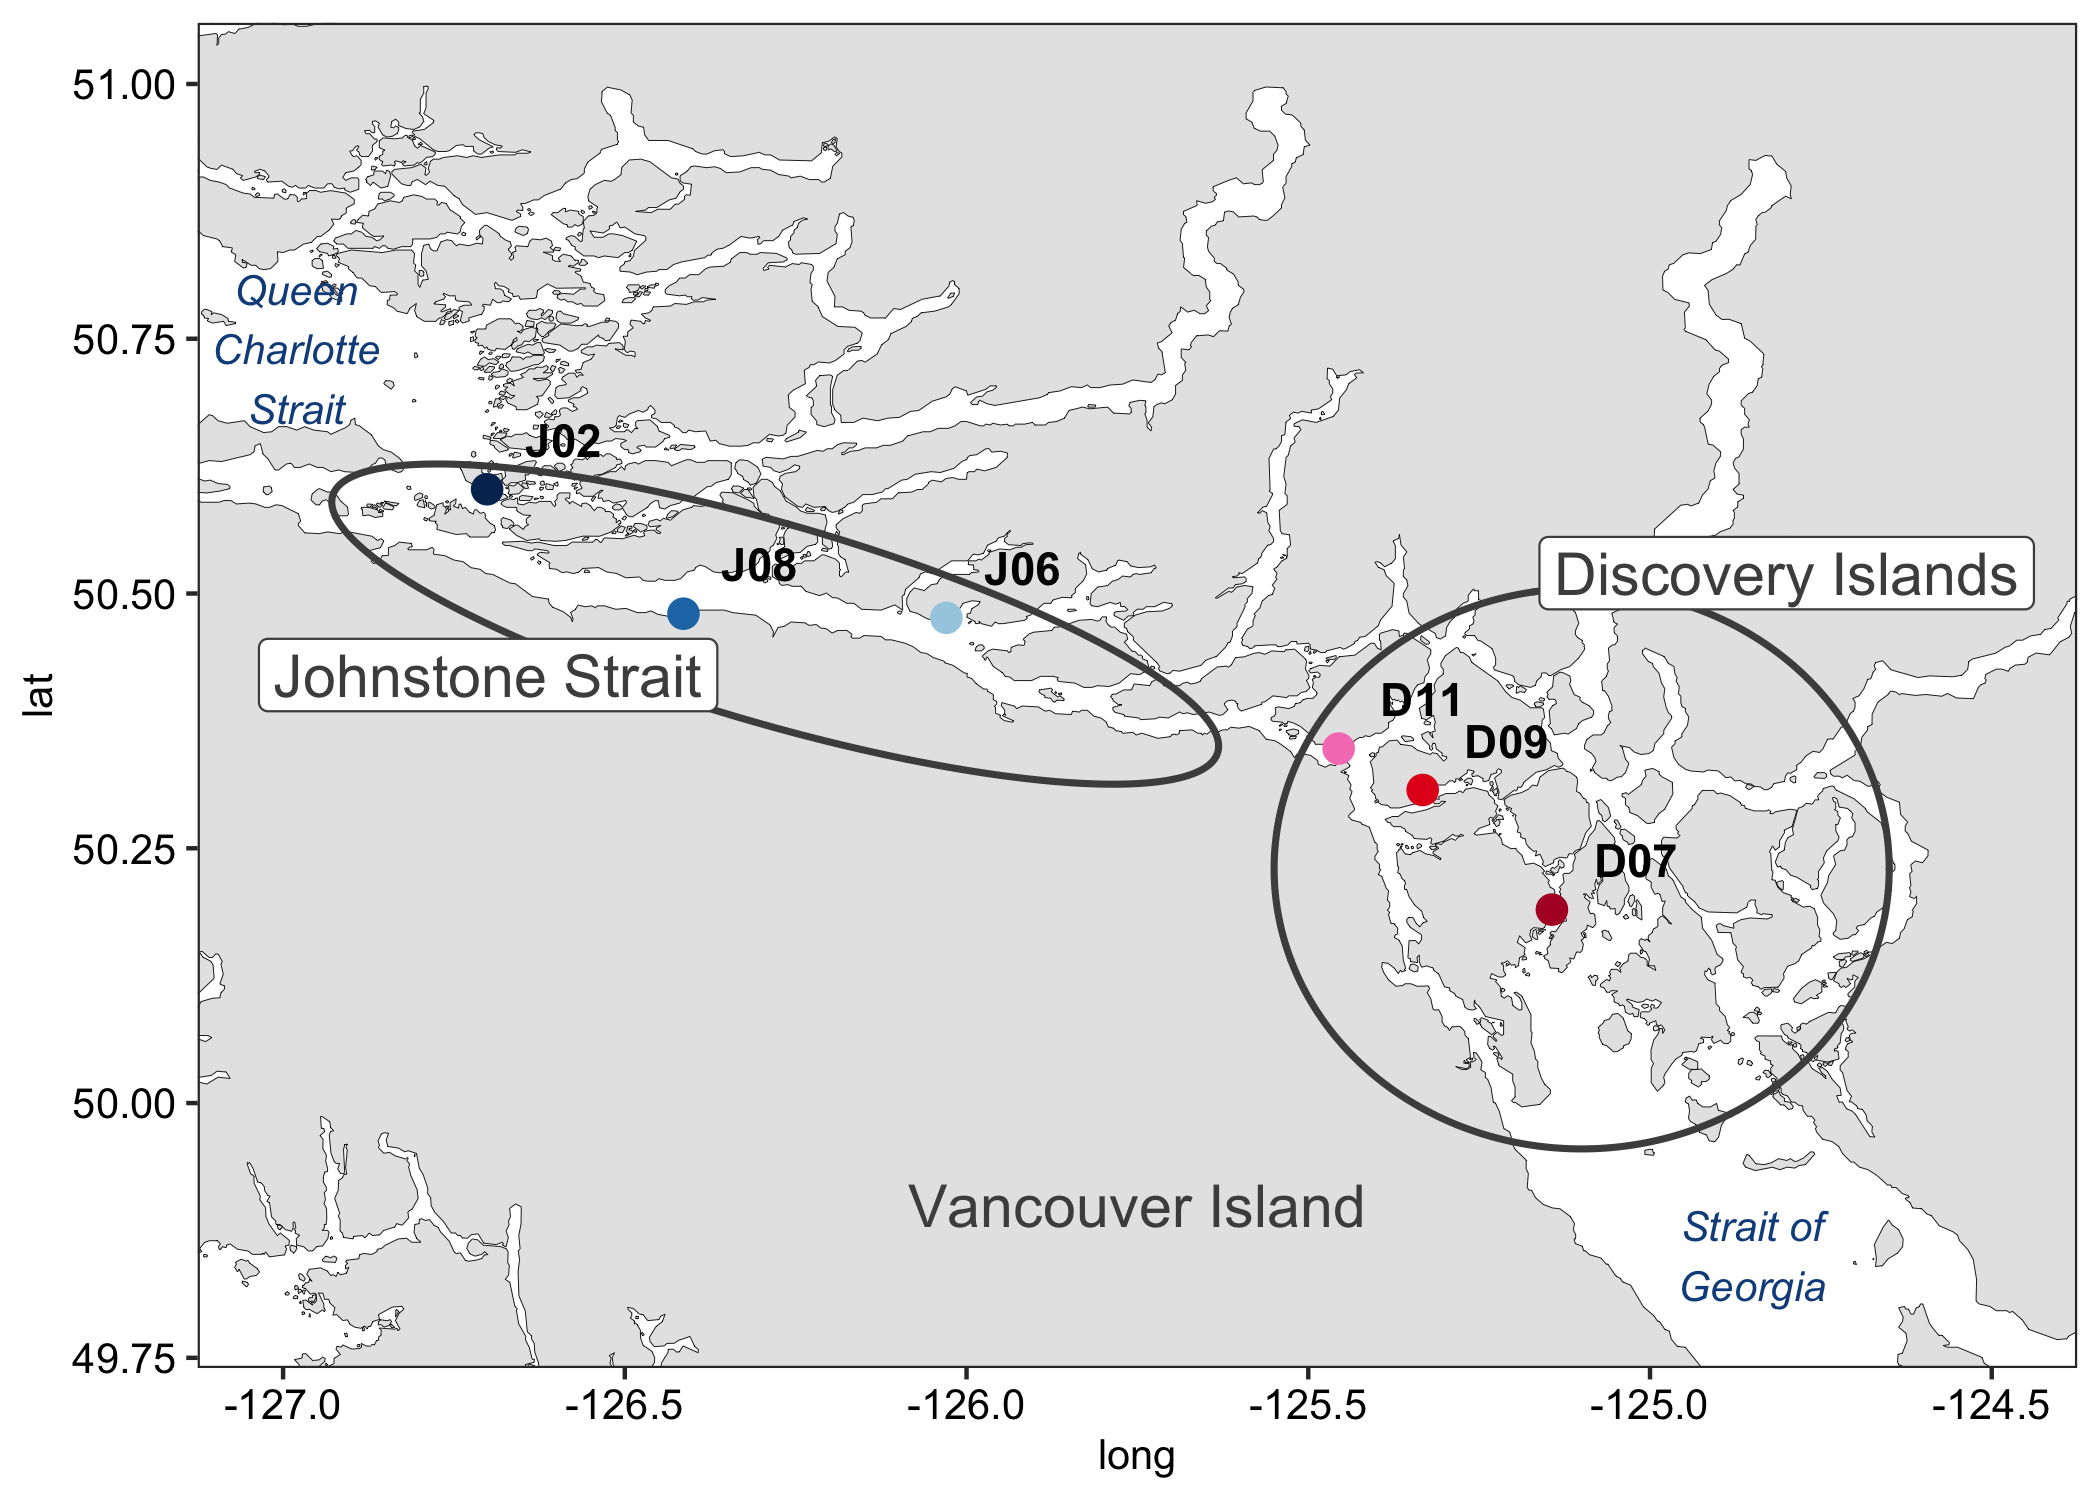 51.00
50.75
50.50
50.25
50.00
49.75
lat
Queen
Charlotte
Strait
J02
J08
J06
Discovery Islands
Johnstone Strait
D11
D09
D07
Vancouver Island
Strait of
Georgia
-127.0
-126.5
-126.0
-125.5
-125.0
-124.5
long